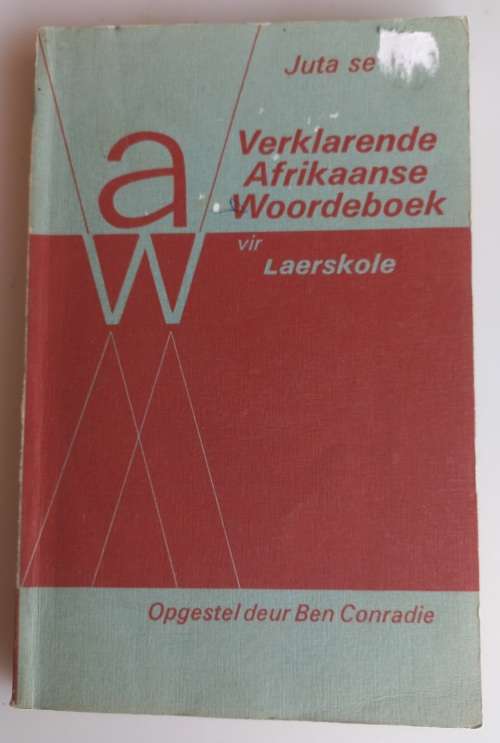 Juta se
a
Verklarende
Afrikaanse
Woordeboek
W
vir
Laerskole
Opgestel deur Ben Conradie